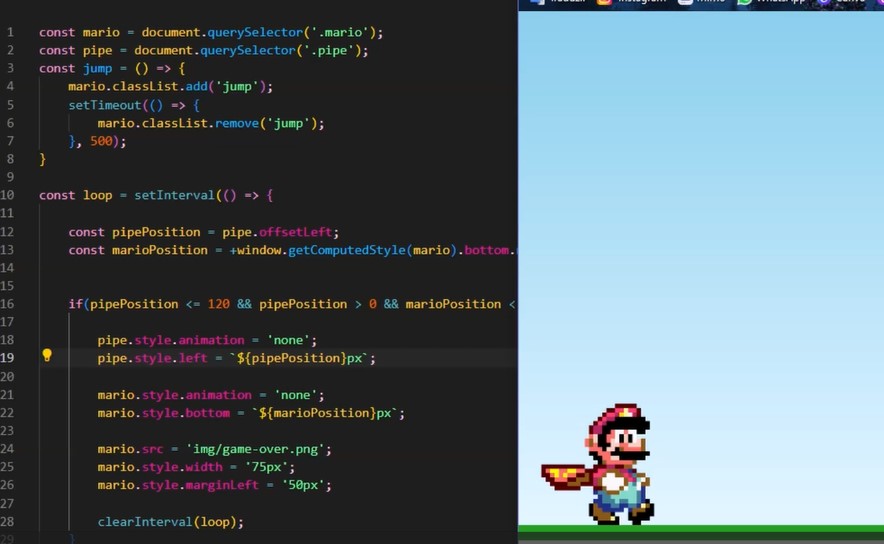 1 const mario = document.querySelector('.mario');
2 const pipe = document.querySelector('.pipe');
3 const jump = () => {
4 mario.classList.add('jump');
5 setTimeout(() => {
6 mario.classList.remove('jump');
7 }, 500);
8 }
9
10 const loop = setInterval(() => {
11
12 const pipePosition = pipe.offsetLeft;
13 const marioPosition = +window.getComputedStyle(mario).bottom.
14
15
16 if(pipePosition <= 120 && pipePosition > 0 && marioPosition <
17
18 pipe.style.animation = 'none';
19 pipe.style.left = `${pipePosition}px`;
20
21 mario.style.animation = 'none';
22 mario.style.bottom = `${marioPosition}px`;
23
24 mario.src = 'img/game-over.png';
25 mario.style.width = '75px';
26 mario.style.marginLeft = '50px';
27
28 clearInterval(loop);
29 }